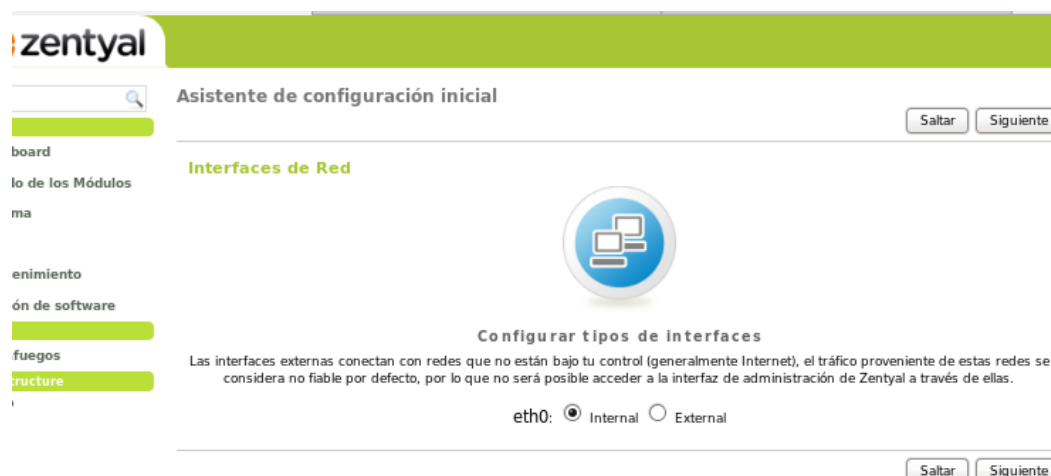 zentyal
Asistente de configuración inicial
Saltar Siguiente
board
lo de los Módulos
ma
enimiento
ón de software
fuegos
tructure
Interfaces de Red
Configurar tipos de interfaces
Las interfaces externas conectan con redes que no están bajo tu control (generalmente Internet), el tráfico proveniente de estas redes se
considera no fiable por defecto, por lo que no será posible acceder a la interfaz de administración de Zentyal a través de ellas.
eth0: Internal External
Saltar Siguiente